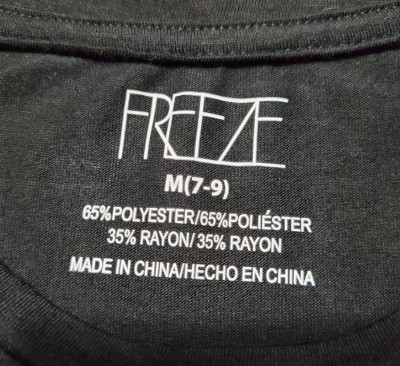 FREEZE
M(7-9)
65%POLYESTER/65%POLIÉSTER
35% RAYON/ 35% RAYON
MADE IN CHINA/HECHO EN CHINA